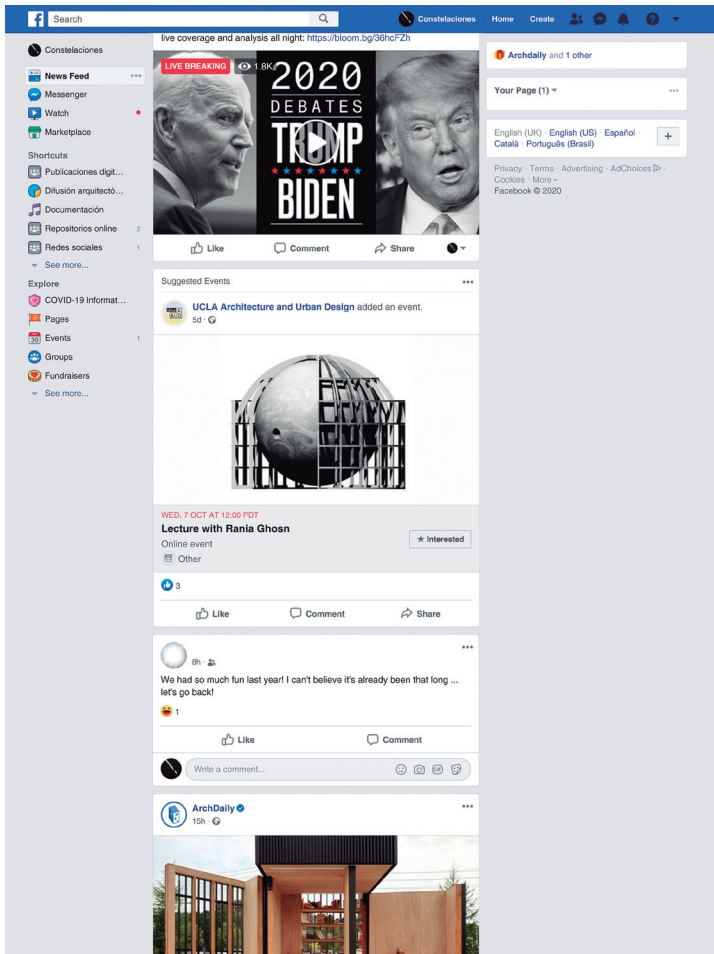 f
Search
Constelaciones
Home
Create
Constelaciones
News Feed
Messenger
Watch
Marketplace
Shortcuts
Publicaciones digit...
Difusión arquitectó...
Documentación
Repositorios online 2
Redes sociales 1
See more...
Explore
COVID-19 Informat...
Pages
30 Events 1
Groups
Fundraisers
See more...
live coverage and analysis all night: https://bloom.bg/36hcFZh
LIVE BREAKING
1.8K
2020
DEBATES
TRUMP
BIDEN
Like
Comment
Share
Suggested Events
UCLA Architecture and Urban Design added an event.
5d ·
WED, 7 OCT AT 12:00 PDT
Lecture with Rania Ghosn
Online event
Other
Interested
3
Like
Comment
Share
8h ·
We had so much fun last year! I can't believe it's already been that long ...
let's go back!
1
Like
Comment
Write a comment...
GIF
ArchDaily
15h ·
Archdaily and 1 other
Your Page (1)
English (UK) · English (US) · Español ·
Català · Português (Brasil)
+
Privacy · Terms · Advertising · AdChoices ·
Cookies · More
Facebook © 2020